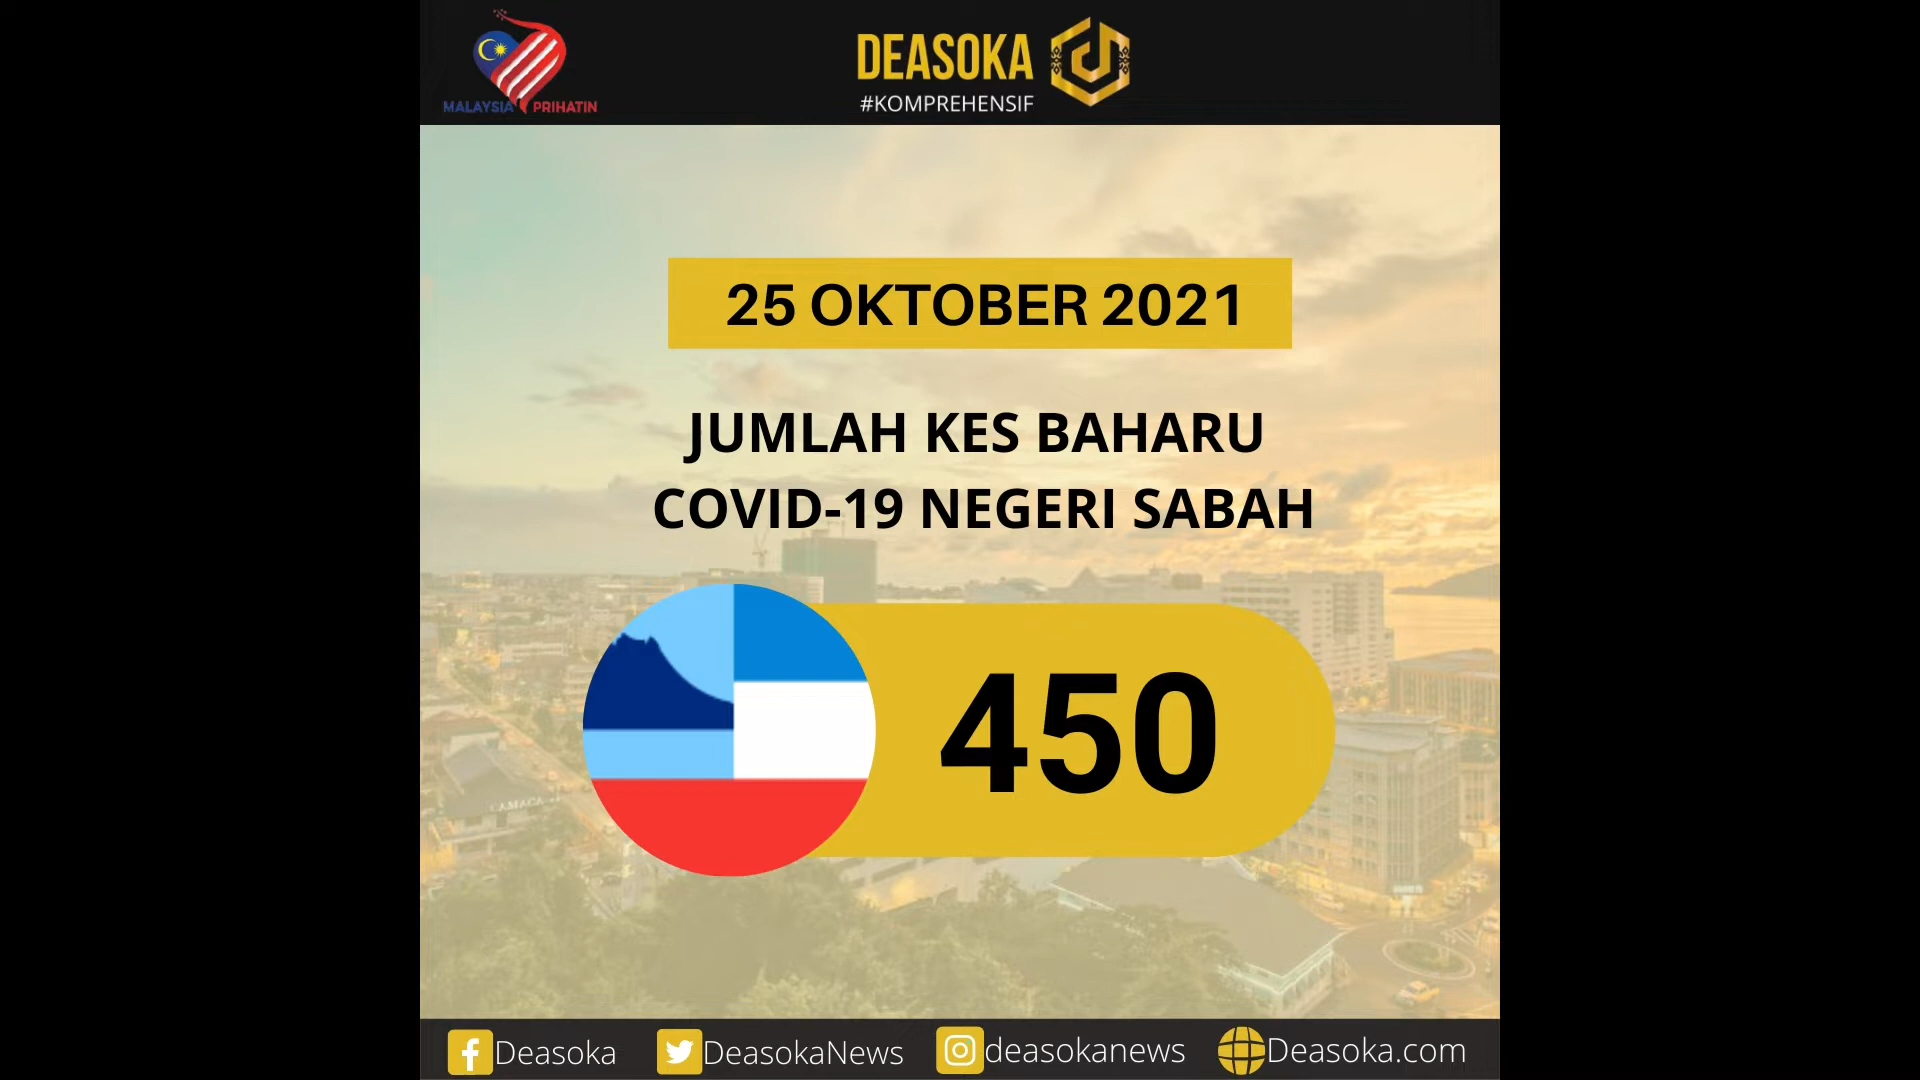 MALAYSIA PRIHATIN
DEASOKA
#KOMPREHENSIF
25 OKTOBER 2021
JUMLAH KES BAHARU
COVID-19 NEGERI SABAH
450
Deasoka
DeasokaNews
deasokanews
Deasoka.com